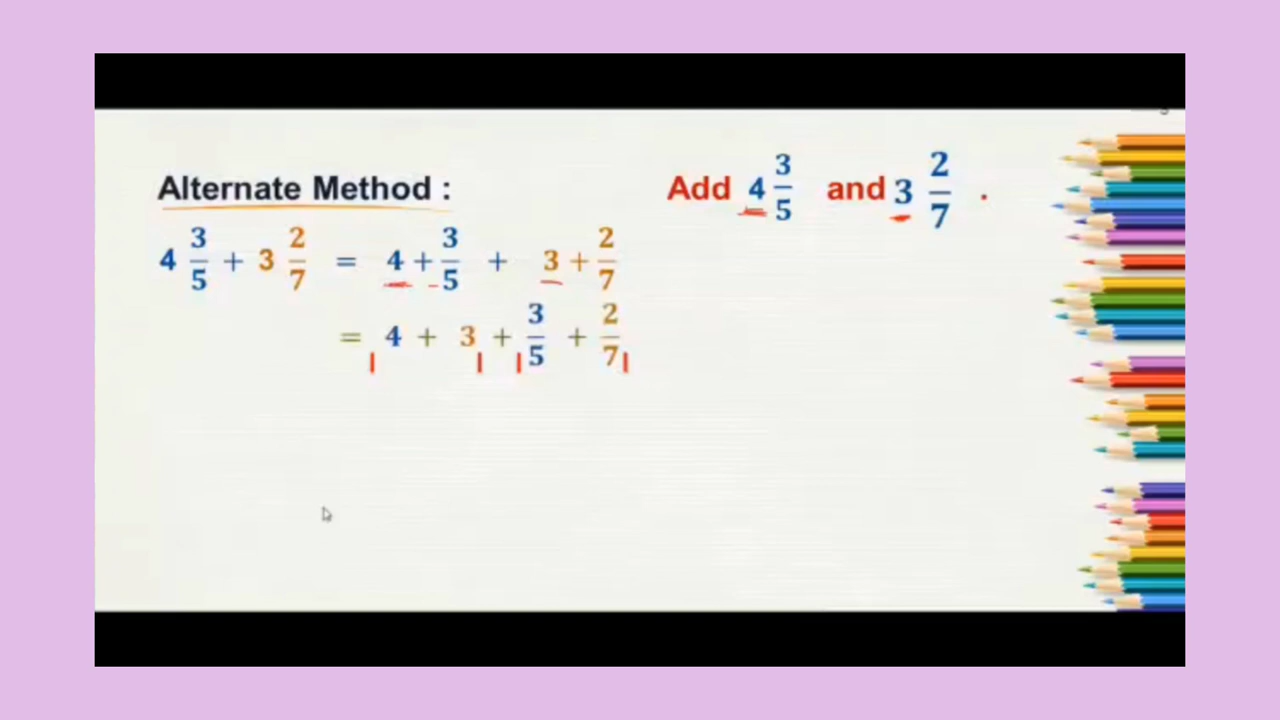 Alternate Method :
Add 4 3/5 and 3 2/7 .
4 3/5 + 3 2/7 = 4 + 3/5 + 3 + 2/7
= 4 + 3 + 3/5 + 2/7